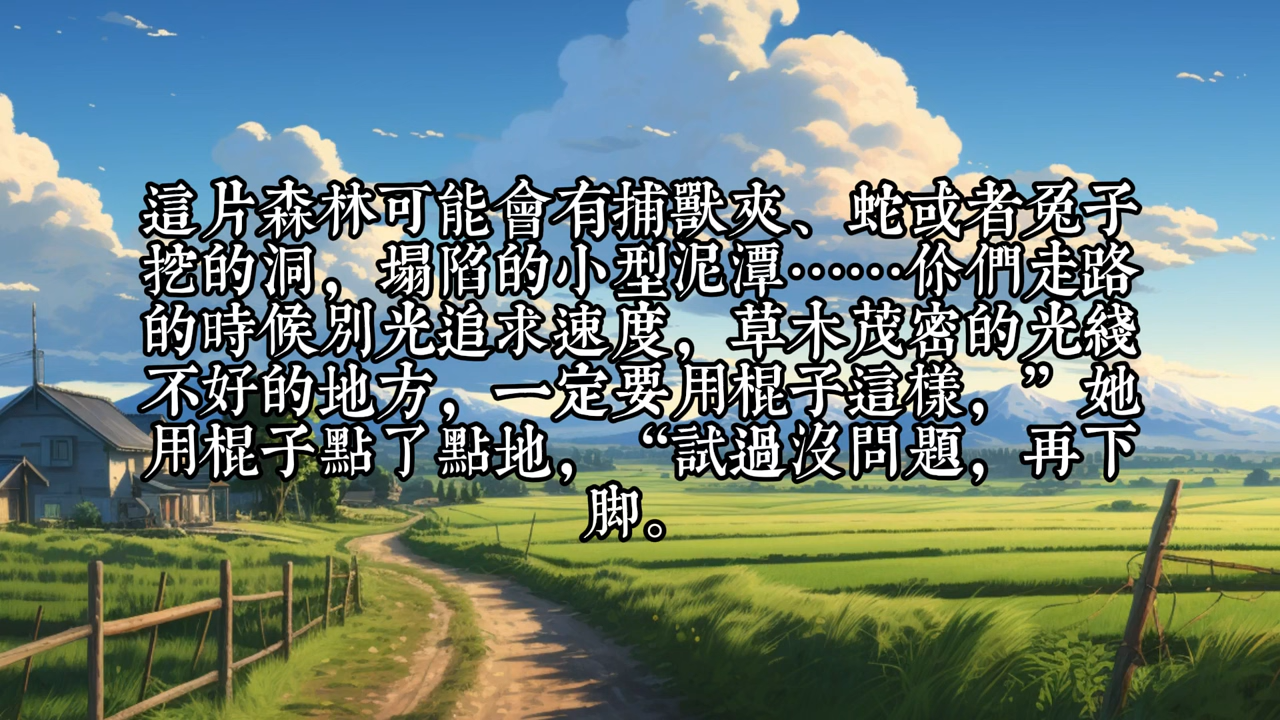 這片森林可能會有捕獸夾、蛇或者兔子
挖的洞，塌陷的小型泥潭……你們走路
的時候別光追求速度，草木茂密的光綫
不好的地方，一定要用棍子這樣，”她
用棍子點了點地，“試過沒問題，再下
脚。